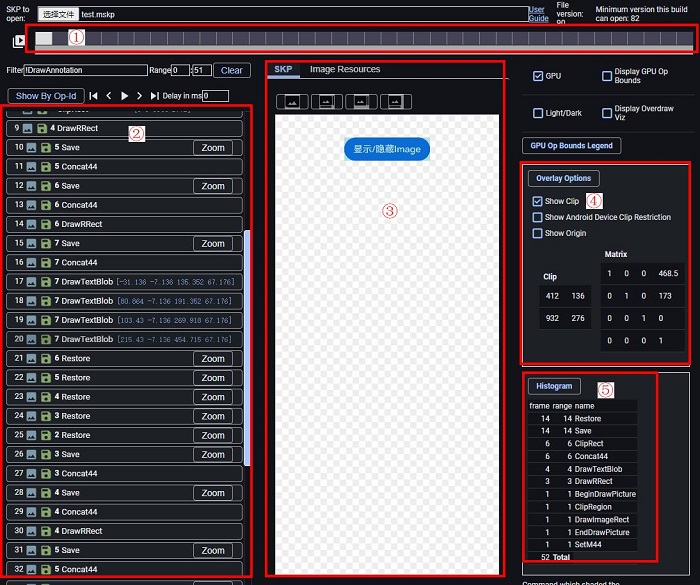 SKP to open: 选择文件 test.mskp User Guide File version: 90 Minimum version this build can open: 82
①
Filter !DrawAnnotation Range 0 : 51 Clear
Show By Op-Id Delay in ms 0
9 4 DrawRRect ②
10 5 Save Zoom
11 5 Concat44
12 6 Save Zoom
13 6 Concat44
14 6 DrawRRect
15 7 Save Zoom
16 7 Concat44
17 7 DrawTextBlob [-31.136 -7.136 135.352 67.176]
18 7 DrawTextBlob [80.864 -7.136 191.352 67.176]
19 7 DrawTextBlob [103.43 -7.136 269.918 67.176]
20 7 DrawTextBlob [215.43 -7.136 454.715 67.176]
21 6 Restore Zoom
22 5 Restore Zoom
23 4 Restore Zoom
24 3 Restore Zoom
25 2 Restore Zoom
26 3 Save Zoom
27 3 Concat44
28 4 Save Zoom
29 4 Concat44
30 4 DrawRRect
31 5 Save Zoom
32 5 Concat44
SKP Image Resources
显示/隐藏Image
③
GPU Display GPU Op Bounds
Light/Dark Display Overdraw Viz
GPU Op Bounds Legend
Overlay Options
Show Clip ④
Show Android Device Clip Restriction
Show Origin
Clip
412 136
932 276
Matrix
1 0 0 468.5
0 1 0 173
0 0 1 0
0 0 0 1
Histogram ⑤
frame range name
14 14 Restore
14 14 Save
6 6 ClipRect
6 6 Concat44
4 4 DrawTextBlob
3 3 DrawRRect
1 1 BeginDrawPicture
1 1 ClipRegion
1 1 DrawImageRect
1 1 EndDrawPicture
1 1 SetM44
52 Total
Command which shaded the